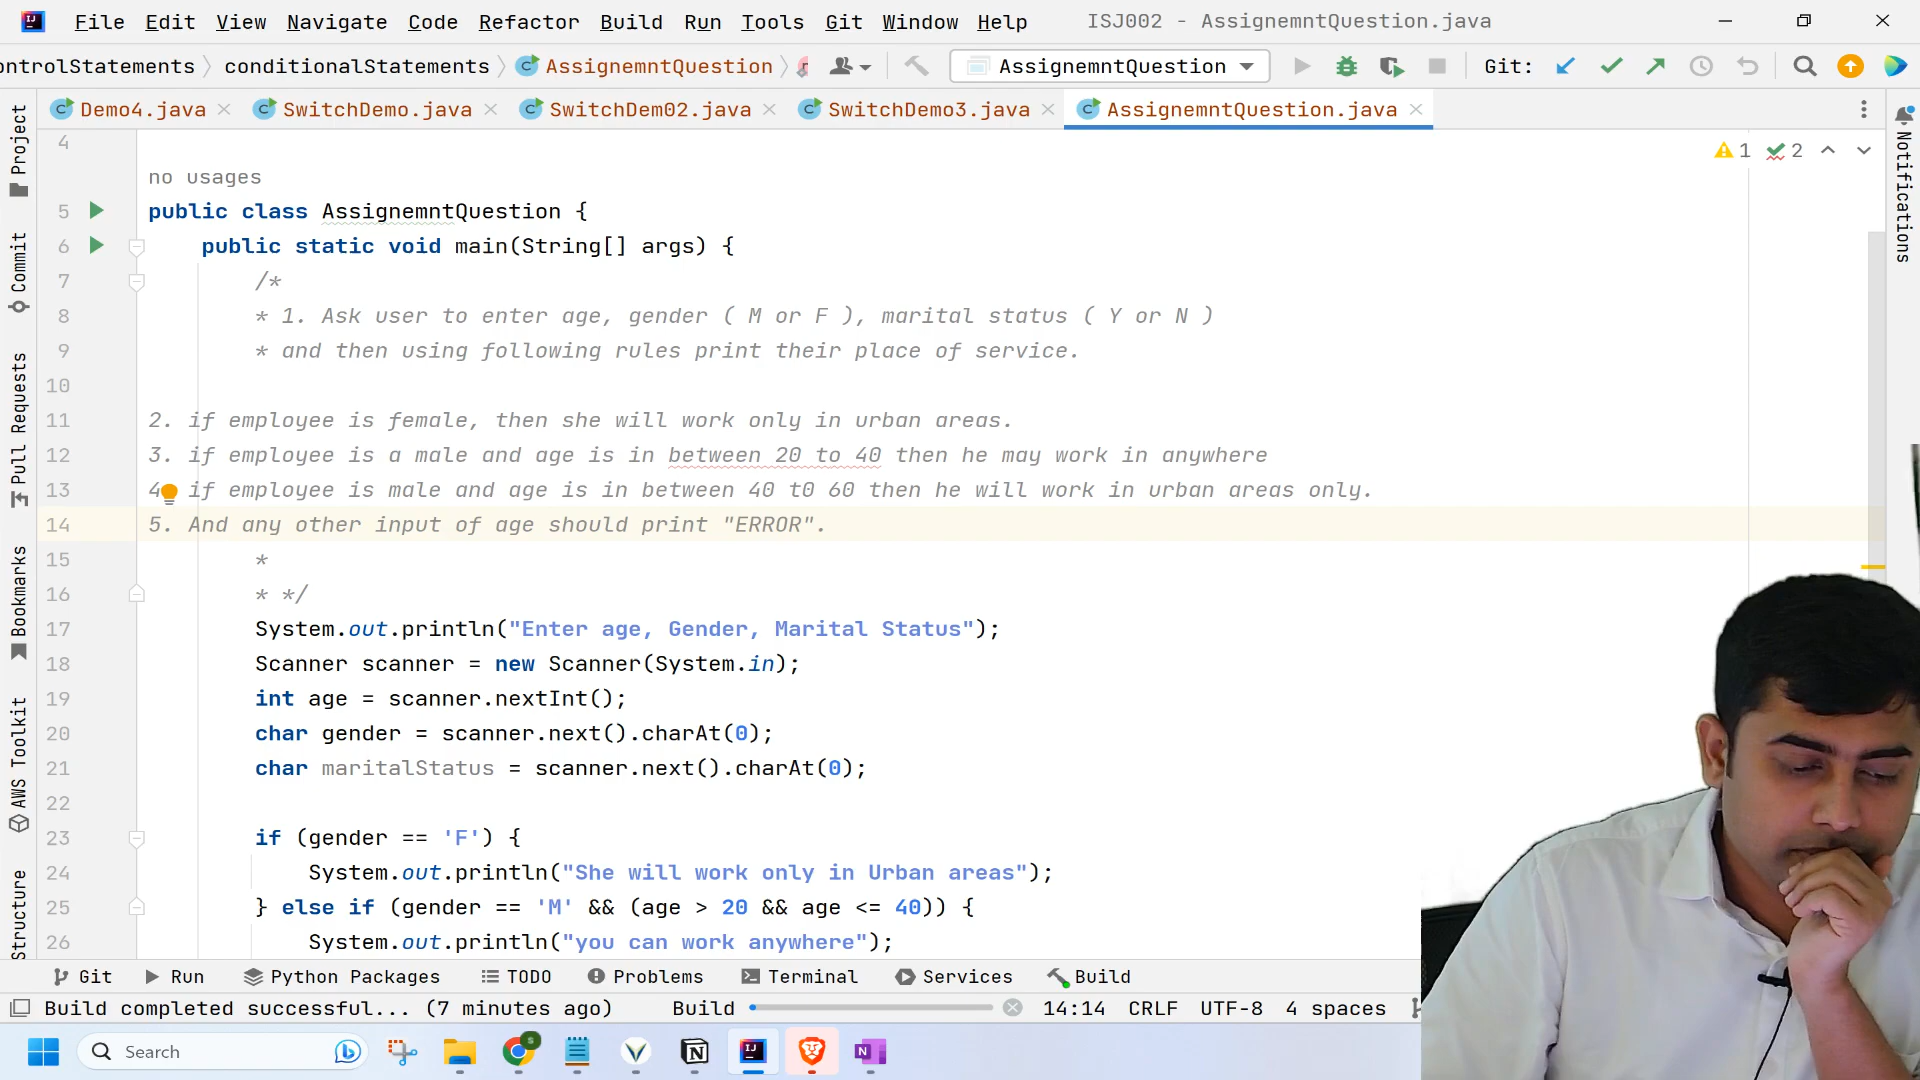 File Edit View Navigate Code Refactor Build Run Tools Git Window Help ISJ002 - AssignemntQuestion.java
ontrolStatements conditionalStatements AssignemntQuestion AssignemntQuestion Git:
Demo4.java SwitchDemo.java SwitchDem02.java SwitchDemo3.java AssignemntQuestion.java
4
1 2
no usages
5 public class AssignemntQuestion {
6 public static void main(String[] args) {
7 /*
8 * 1. Ask user to enter age, gender ( M or F ), marital status ( Y or N )
9 * and then using following rules print their place of service.
10
11 2. if employee is female, then she will work only in urban areas.
12 3. if employee is a male and age is in between 20 to 40 then he may work in anywhere
13 4 if employee is male and age is in between 40 t0 60 then he will work in urban areas only.
14 5. And any other input of age should print "ERROR".
15 *
16 * */
17 System.out.println("Enter age, Gender, Marital Status");
18 Scanner scanner = new Scanner(System.in);
19 int age = scanner.nextInt();
20 char gender = scanner.next().charAt(0);
21 char maritalStatus = scanner.next().charAt(0);
22
23 if (gender == 'F') {
24 System.out.println("She will work only in Urban areas");
25 } else if (gender == 'M' && (age > 20 && age <= 40)) {
26 System.out.println("you can work anywhere");
Project
Commit
Pull Requests
Bookmarks
AWS Toolkit
Structure
Notifications
Git Run Python Packages TODO Problems Terminal Services Build
Build completed successful... (7 minutes ago) Build 14:14 CRLF UTF-8 4 spaces
Search